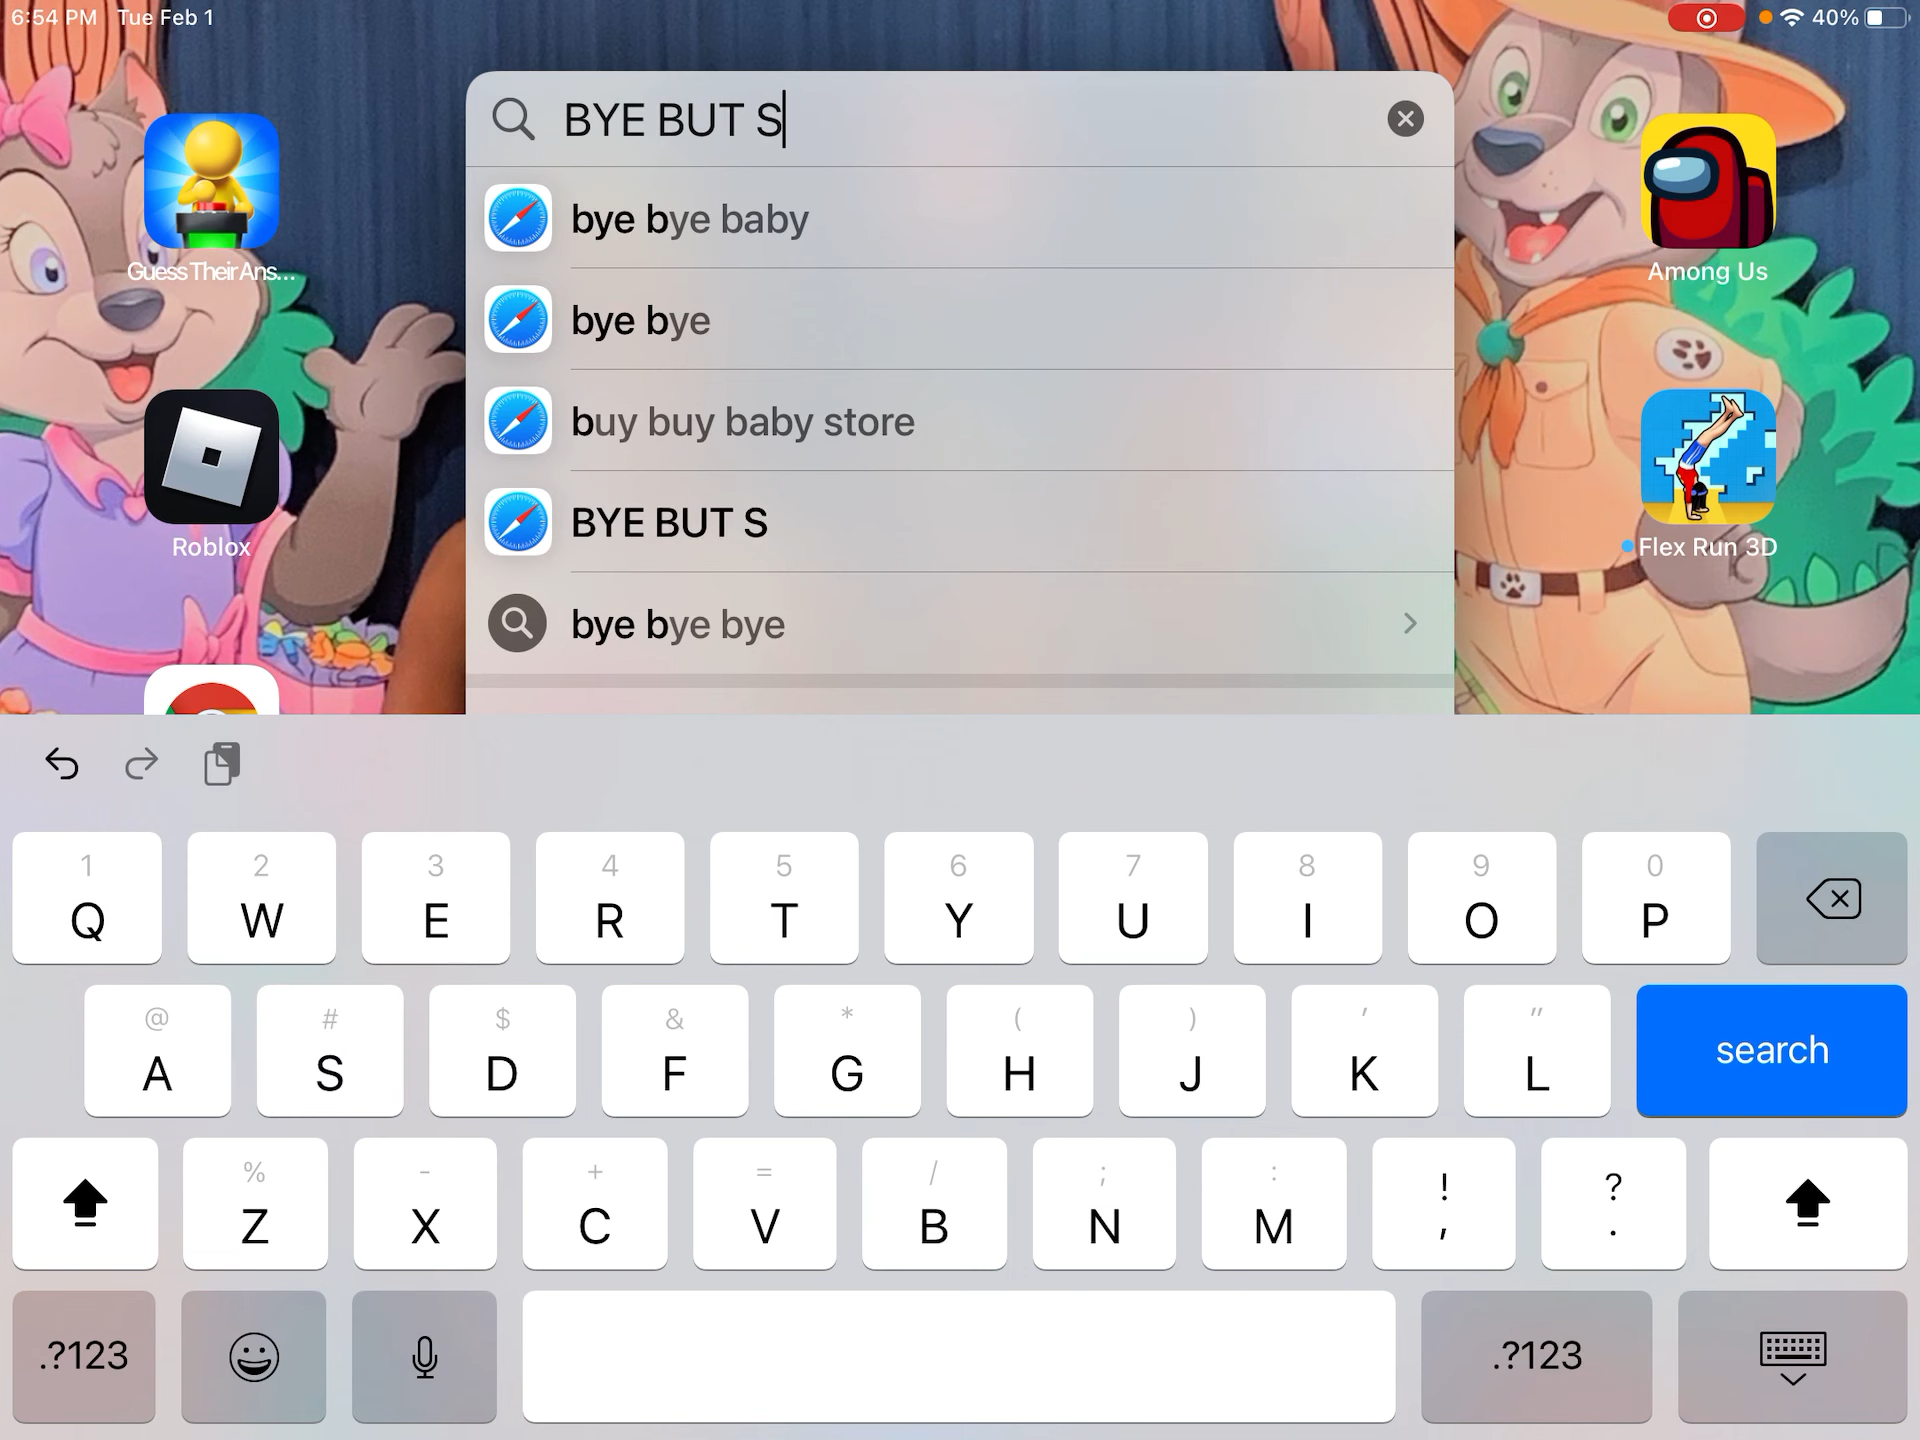 6:54 PM Tue Feb 1
40%
BYE BUT S
bye bye baby
bye bye
buy buy baby store
BYE BUT S
bye bye bye
Guess Their Ans...
Among Us
Roblox
Flex Run 3D
1 2 3 4 5 6 7 8 9 0
Q W E R T Y U I O P
@ # $ & * ( ) ' "
A S D F G H J K L search
% - + = / ; : ! ?
Z X C V B N M , .
.?123 .?123